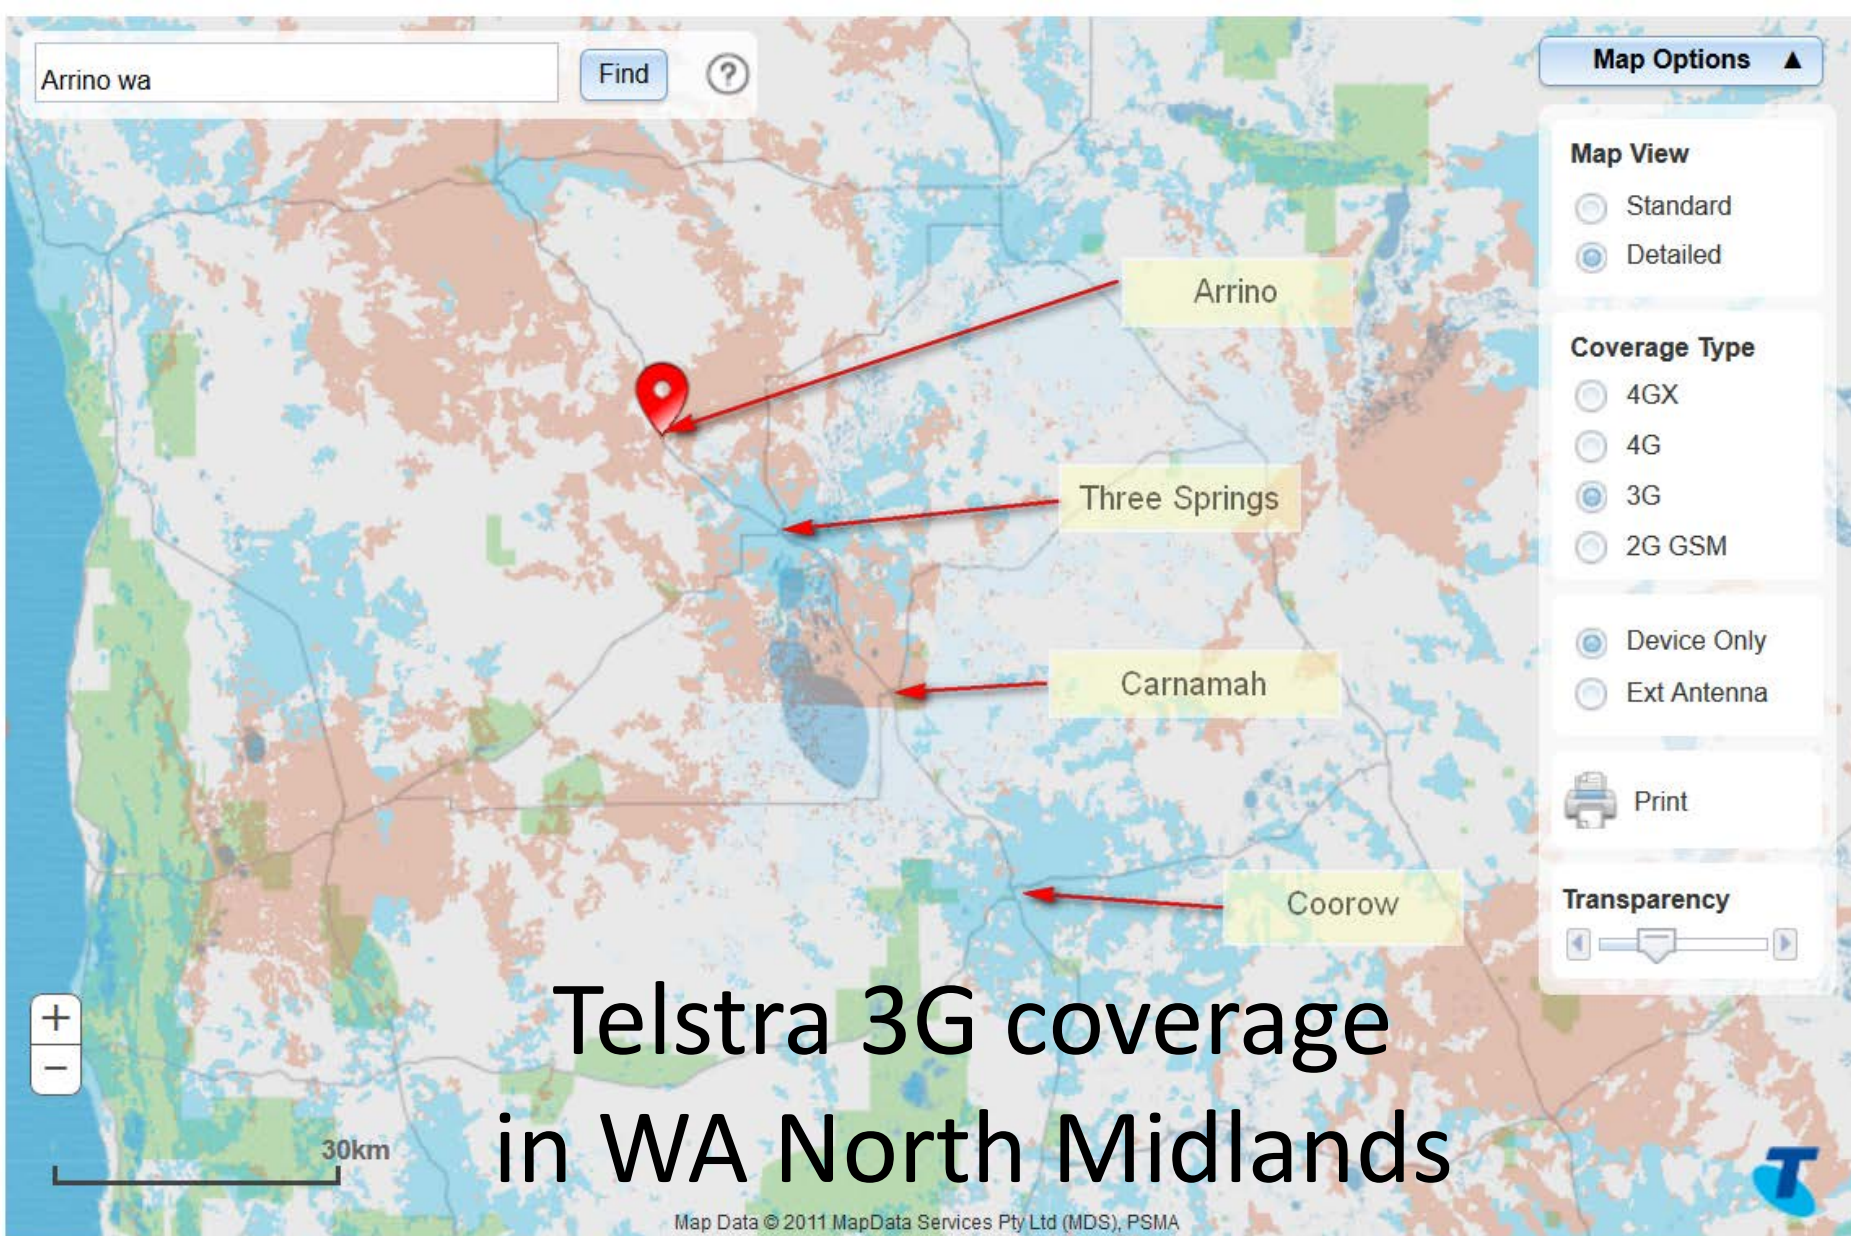 Arrino wa
Find
?
Map Options ▲
Map View
Standard
Detailed
Arrino
Coverage Type
4GX
4G
3G
2G GSM
Three Springs
Device Only
Ext Antenna
Carnamah
Print
Coorow
Transparency
+
−
Telstra 3G coverage
in WA North Midlands
30km
T
Map Data © 2011 MapData Services Pty Ltd (MDS), PSMA